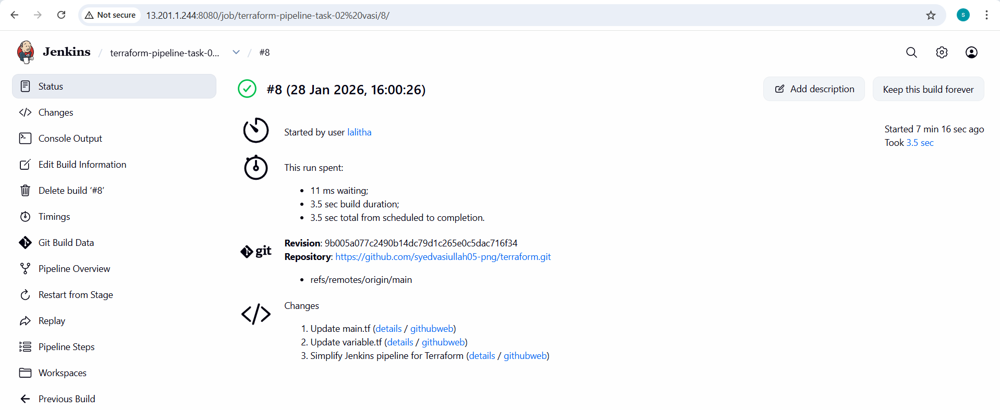 Not secure 13.201.1.244:8080/job/terraform-pipeline-task-02%20vasi/8/
s
Jenkins / terraform-pipeline-task-0... / #8
Status
Changes
Console Output
Edit Build Information
Delete build ‘#8’
Timings
Git Build Data
Pipeline Overview
Restart from Stage
Replay
Pipeline Steps
Workspaces
Previous Build
#8 (28 Jan 2026, 16:00:26)
Add description
Keep this build forever
Started by user lalitha
Started 7 min 16 sec ago
Took 3.5 sec
This run spent:
• 11 ms waiting;
• 3.5 sec build duration;
• 3.5 sec total from scheduled to completion.
git
Revision: 9b005a077c2490b14dc79d1c265e0c5dac716f34
Repository: https://github.com/syedvasiullah05-png/terraform.git
• refs/remotes/origin/main
Changes
1. Update main.tf (details / githubweb)
2. Update variable.tf (details / githubweb)
3. Simplify Jenkins pipeline for Terraform (details / githubweb)